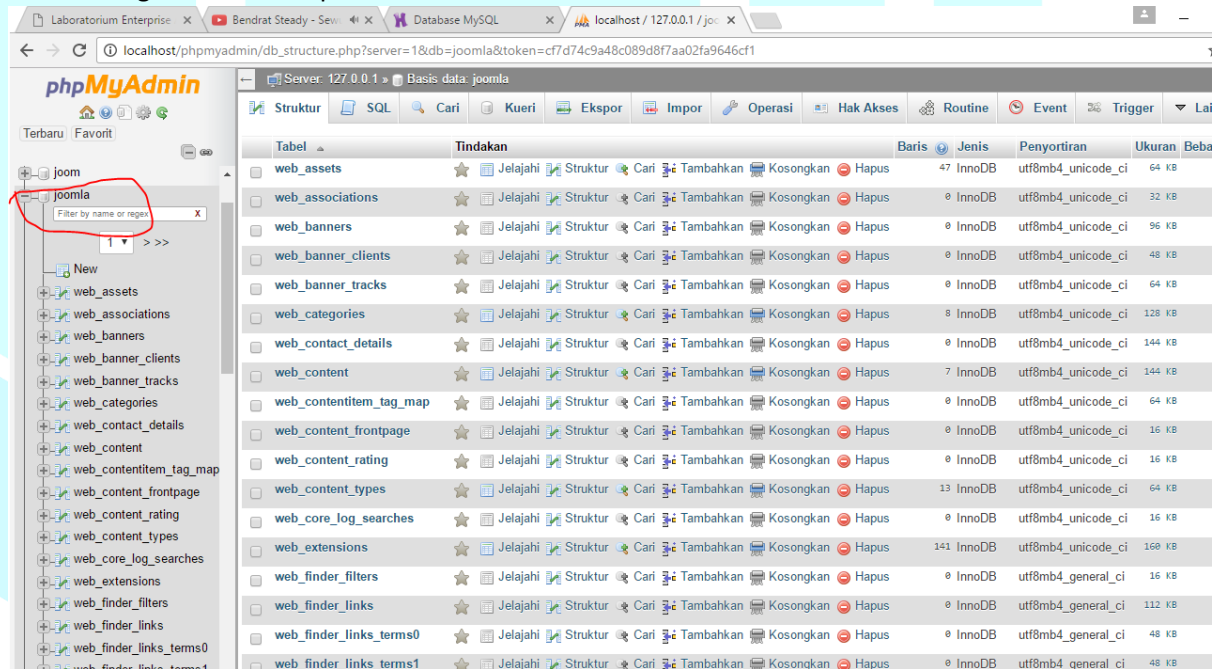 Laboratorium Enterprise
Bendrat Steady - Sew
Database MySQL
localhost / 127.0.0.1 / joo
localhost/phpmyadmin/db_structure.php?server=1&db=joomla&token=cf7d74c9a48c089d8f7aa02fa9646cf1
phpMyAdmin
Terbaru Favorit
joom
joomla
Filter by name or regex X
1 > >>
New
web_assets
web_associations
web_banners
web_banner_clients
web_banner_tracks
web_categories
web_contact_details
web_content
web_contentitem_tag_map
web_content_frontpage
web_content_rating
web_content_types
web_core_log_searches
web_extensions
web_finder_filters
web_finder_links
web_finder_links_terms0
web_finder_links_terms1
Server: 127.0.0.1 » Basis data: joomla
Struktur SQL Cari Kueri Ekspor Impor Operasi Hak Akses Routine Event Trigger Lai
Tabel Tindakan Baris Jenis Penyortiran Ukuran Beba
web_assets Jelajahi Struktur Cari Tambahkan Kosongkan Hapus 47 InnoDB utf8mb4_unicode_ci 64 KB
web_associations Jelajahi Struktur Cari Tambahkan Kosongkan Hapus 0 InnoDB utf8mb4_unicode_ci 32 KB
web_banners Jelajahi Struktur Cari Tambahkan Kosongkan Hapus 0 InnoDB utf8mb4_unicode_ci 96 KB
web_banner_clients Jelajahi Struktur Cari Tambahkan Kosongkan Hapus 0 InnoDB utf8mb4_unicode_ci 48 KB
web_banner_tracks Jelajahi Struktur Cari Tambahkan Kosongkan Hapus 0 InnoDB utf8mb4_unicode_ci 64 KB
web_categories Jelajahi Struktur Cari Tambahkan Kosongkan Hapus 8 InnoDB utf8mb4_unicode_ci 128 KB
web_contact_details Jelajahi Struktur Cari Tambahkan Kosongkan Hapus 0 InnoDB utf8mb4_unicode_ci 144 KB
web_content Jelajahi Struktur Cari Tambahkan Kosongkan Hapus 7 InnoDB utf8mb4_unicode_ci 144 KB
web_contentitem_tag_map Jelajahi Struktur Cari Tambahkan Kosongkan Hapus 0 InnoDB utf8mb4_unicode_ci 64 KB
web_content_frontpage Jelajahi Struktur Cari Tambahkan Kosongkan Hapus 0 InnoDB utf8mb4_unicode_ci 16 KB
web_content_rating Jelajahi Struktur Cari Tambahkan Kosongkan Hapus 0 InnoDB utf8mb4_unicode_ci 16 KB
web_content_types Jelajahi Struktur Cari Tambahkan Kosongkan Hapus 13 InnoDB utf8mb4_unicode_ci 64 KB
web_core_log_searches Jelajahi Struktur Cari Tambahkan Kosongkan Hapus 0 InnoDB utf8mb4_unicode_ci 16 KB
web_extensions Jelajahi Struktur Cari Tambahkan Kosongkan Hapus 141 InnoDB utf8mb4_unicode_ci 160 KB
web_finder_filters Jelajahi Struktur Cari Tambahkan Kosongkan Hapus 0 InnoDB utf8mb4_general_ci 16 KB
web_finder_links Jelajahi Struktur Cari Tambahkan Kosongkan Hapus 0 InnoDB utf8mb4_general_ci 112 KB
web_finder_links_terms0 Jelajahi Struktur Cari Tambahkan Kosongkan Hapus 0 InnoDB utf8mb4_general_ci 48 KB
web_finder_links_terms1 Jelajahi Struktur Cari Tambahkan Kosongkan Hapus 0 InnoDB utf8mb4_general_ci 48 KB